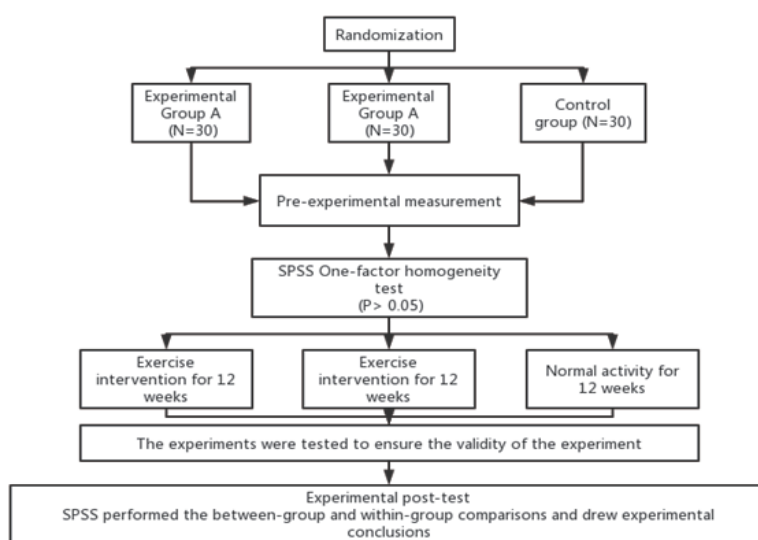 Randomization
Experimental
Group A
(N=30)
Experimental
Group A
(N=30)
Control
group (N=30)
Pre-experimental measurement
SPSS One-factor homogeneity
test
(P> 0.05)
Exercise
intervention for 12
weeks
Exercise
intervention for 12
weeks
Normal activity for
12 weeks
The experiments were tested to ensure the validity of the experiment
Experimental post-test
SPSS performed the between-group and within-group comparisons and drew experimental
conclusions